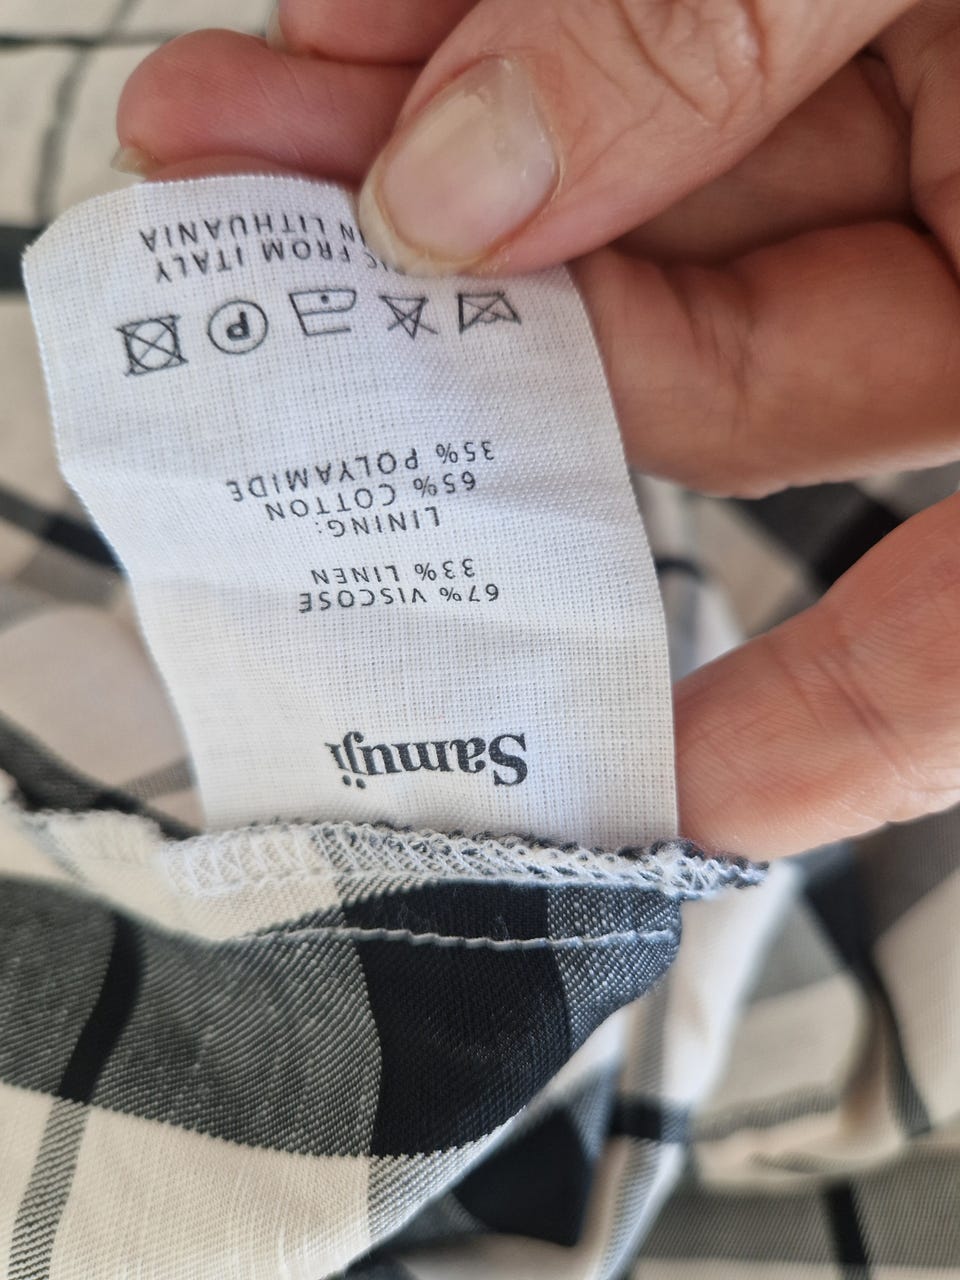 Samuji
67% VISCOSE
33% LINEN
LINING:
65% COTTON
35% POLYAMIDE
P
FROM ITALY
LITHUANIA